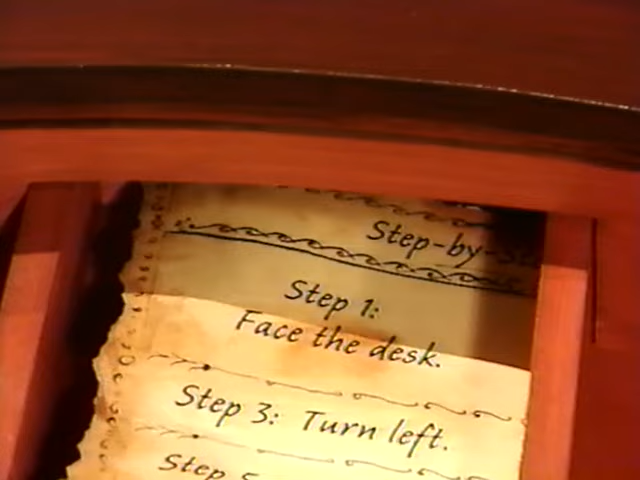 Step-by-
Step 1:
Face the desk.
Step 3: Turn left.
Step